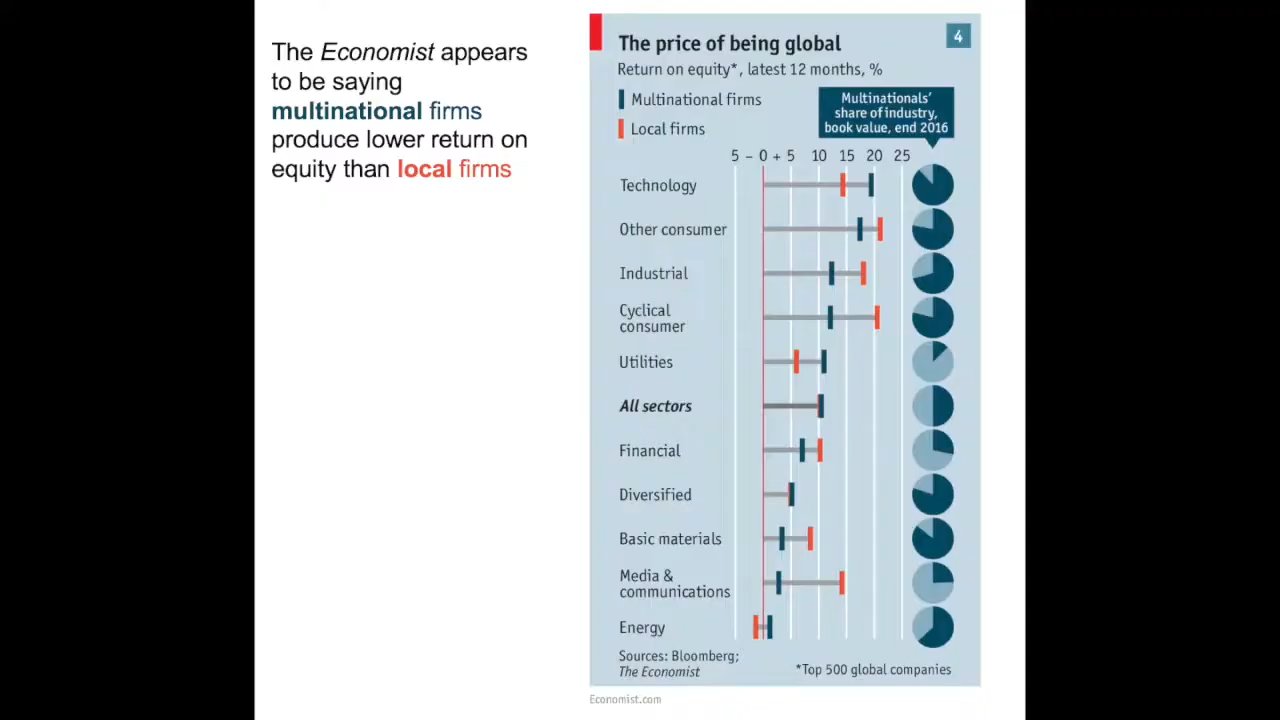 The Economist appears
to be saying
multinational firms
produce lower return on
equity than local firms
The price of being global
4
Return on equity*, latest 12 months, %
Multinational firms
Local firms
Multinationals’
share of industry,
book value, end 2016
5 – 0 + 5 10 15 20 25
Technology
Other consumer
Industrial
Cyclical
consumer
Utilities
All sectors
Financial
Diversified
Basic materials
Media &
communications
Energy
Sources: Bloomberg;
The Economist
*Top 500 global companies
Economist.com